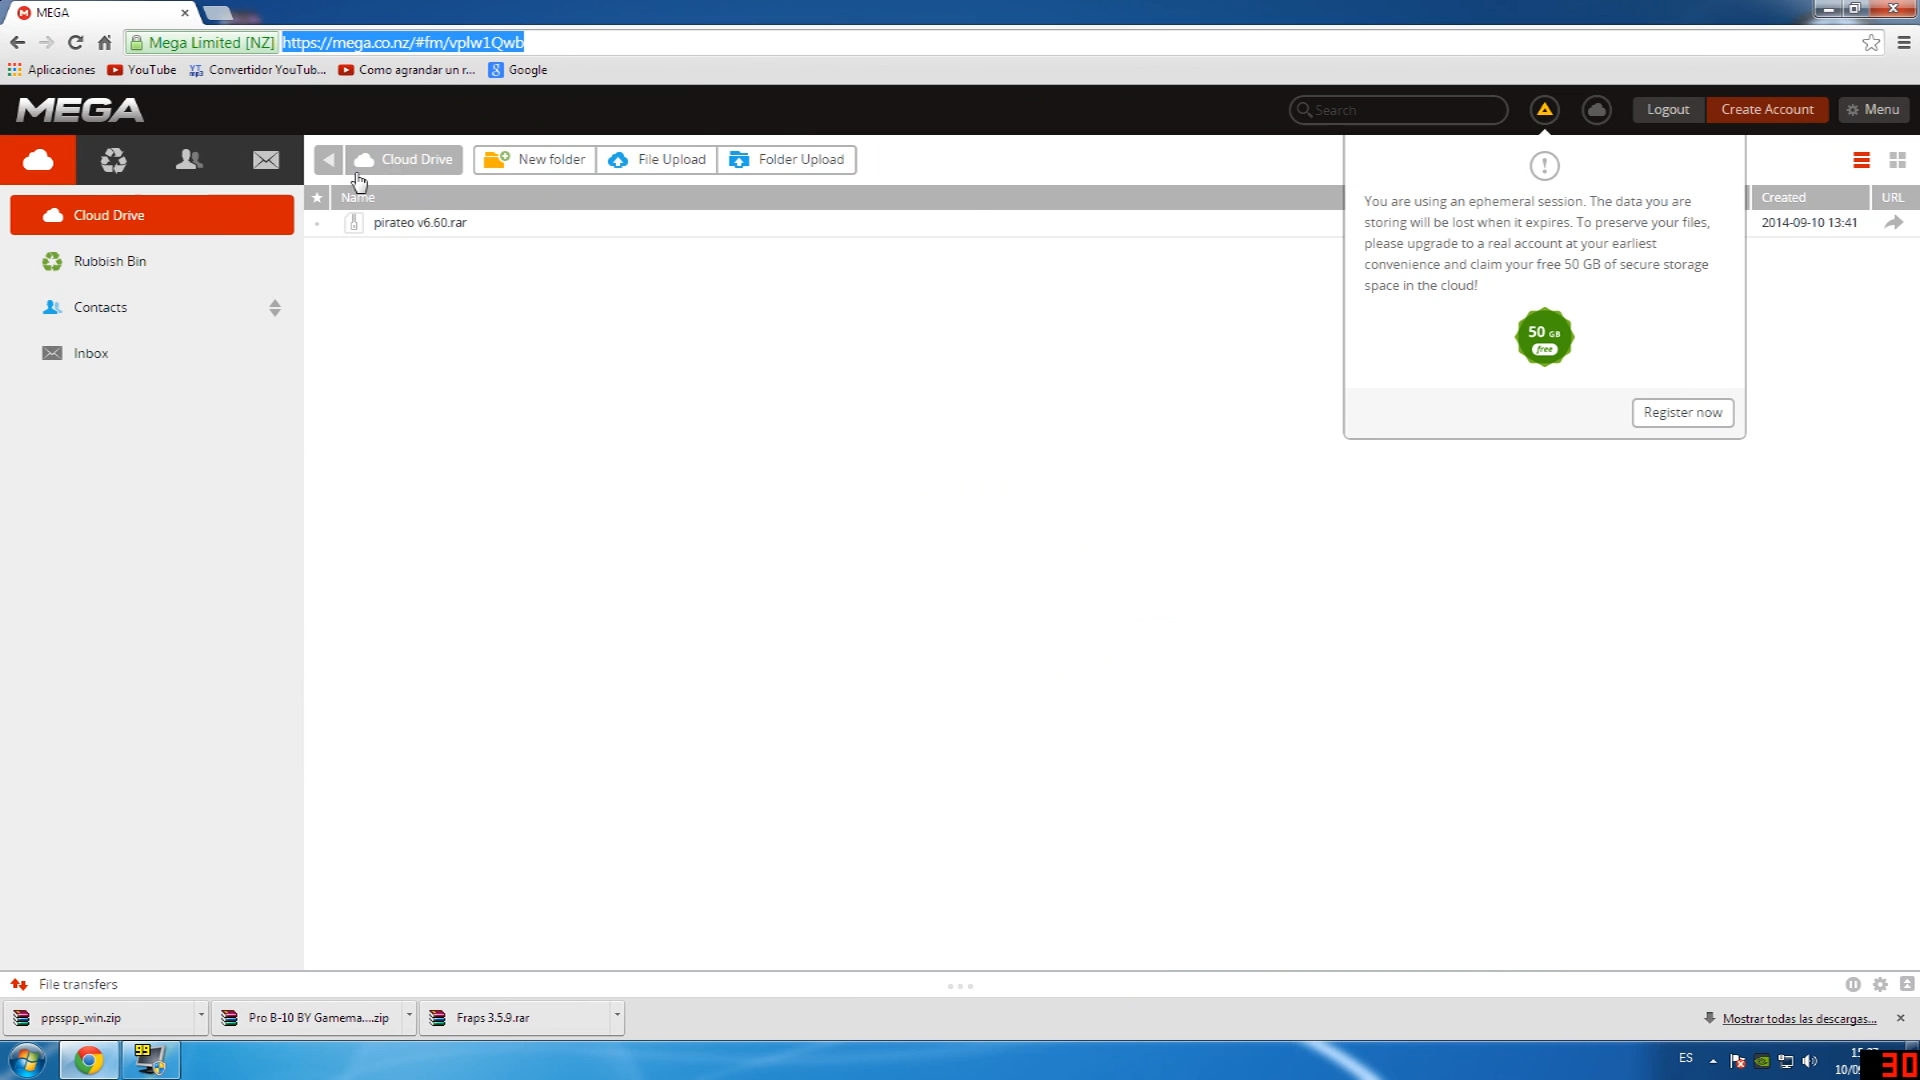 MEGA
Mega Limited [NZ] https://mega.co.nz/#fm/vplw1Qwb
Aplicaciones YouTube Convertidor YouTub... Como agrandar un r... Google
MEGA Search Logout Create Account Menu
Cloud Drive New folder File Upload Folder Upload
Name Created URL
pirateo v6.60.rar 2014-09-10 13:41
Cloud Drive
Rubbish Bin
Contacts
Inbox
You are using an ephemeral session. The data you are
storing will be lost when it expires. To preserve your files,
please upgrade to a real account at your earliest
convenience and claim your free 50 GB of secure storage
space in the cloud!
50 GB
free
Register now
File transfers
ppsspp_win.zip Pro B-10 BY Gamema....zip Fraps 3.5.9.rar Mostrar todas las descargas...
99 ES
30